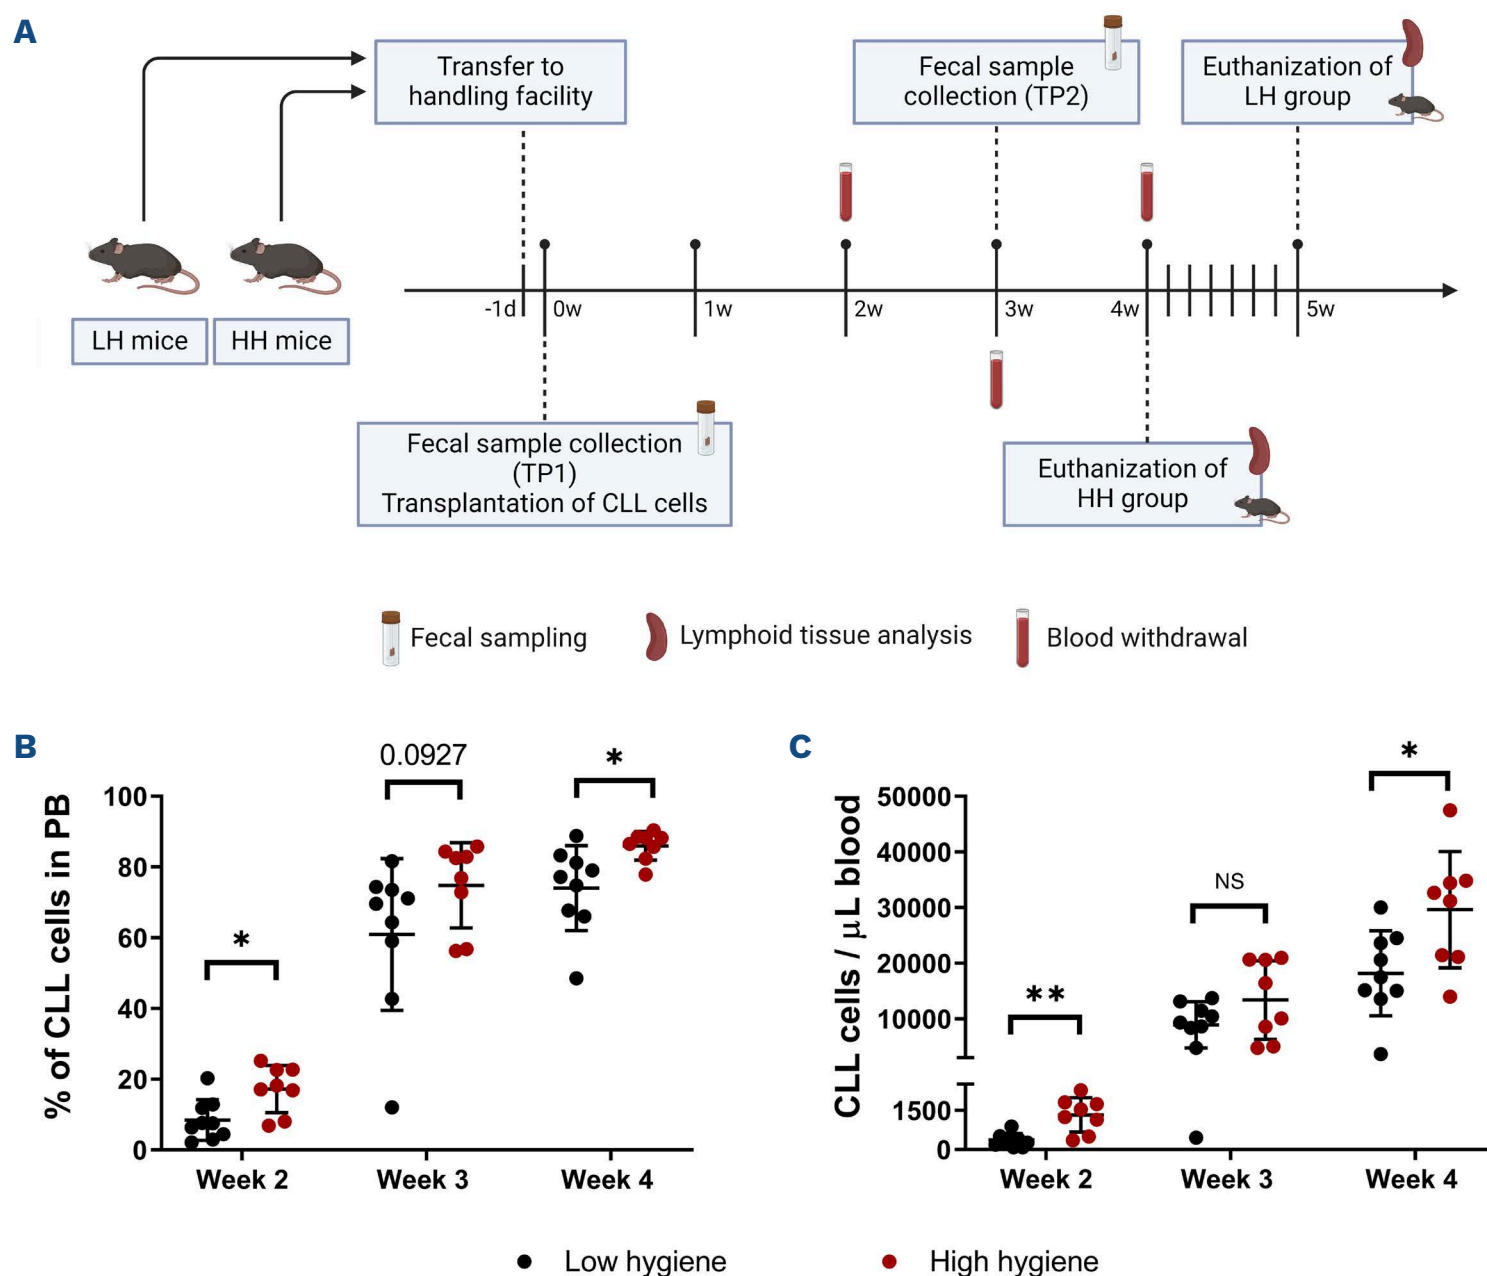 A
Transfer to
handling facility
Fecal sample
collection (TP2)
Euthanization of
LH group
LH mice
HH mice
-1d
0w
1w
2w
3w
4w
5w
Fecal sample collection
(TP1)
Transplantation of CLL cells
Euthanization of
HH group
Fecal sampling
Lymphoid tissue analysis
Blood withdrawal
B
% of CLL cells in PB
100
80
60
40
20
0
*
0.0927
*
Week 2
Week 3
Week 4
C
CLL cells / μL blood
50000
40000
30000
20000
10000
1500
0
**
NS
*
Week 2
Week 3
Week 4
Low hygiene
High hygiene